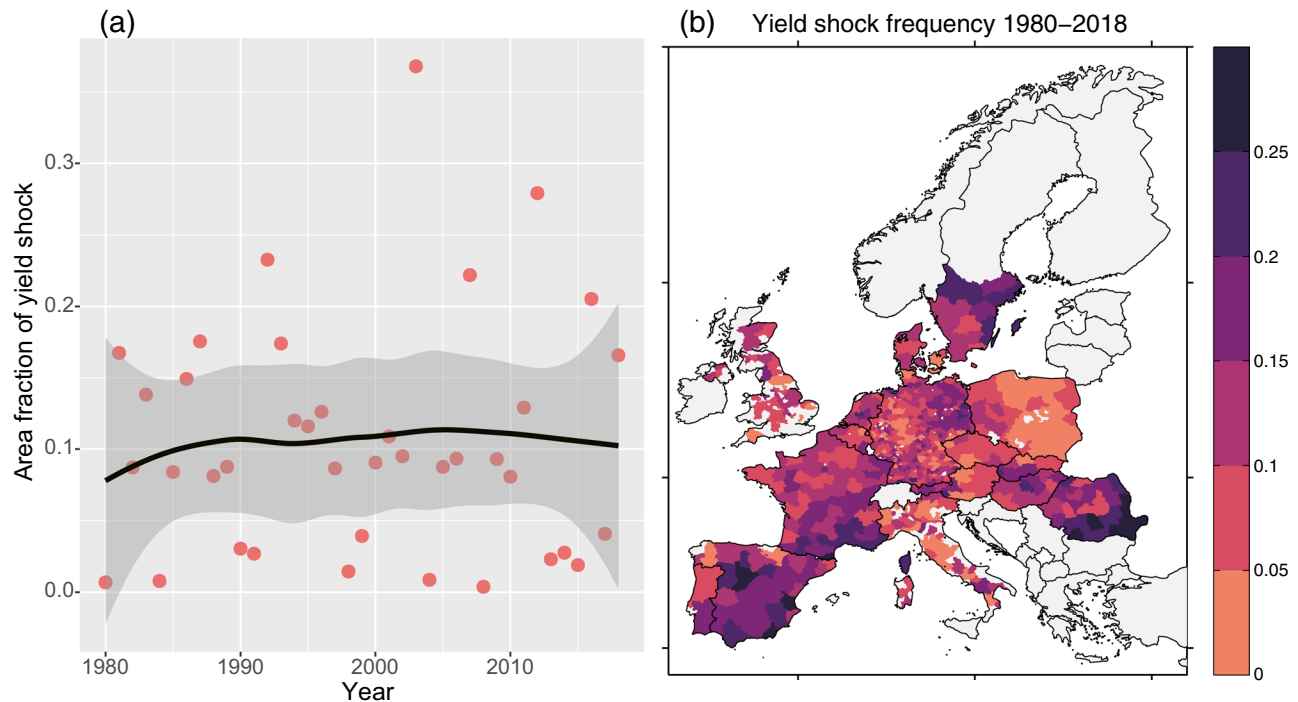 (a)
Area fraction of yield shock
0.3
0.2
0.1
0.0
1980
1990
2000
2010
Year
(b)
Yield shock frequency 1980−2018
0.25
0.2
0.15
0.1
0.05
0